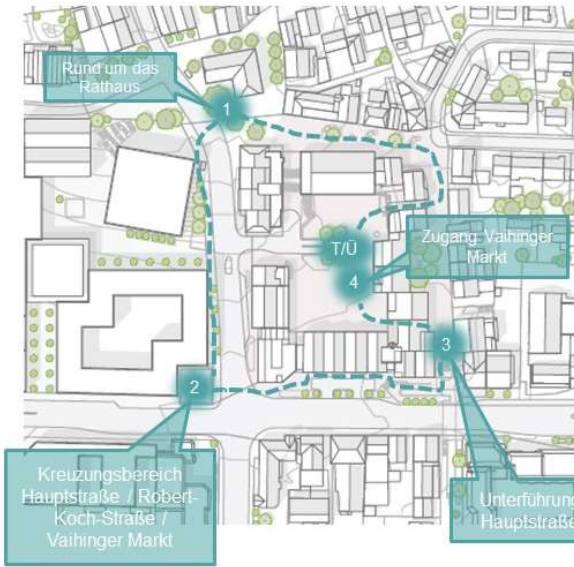 Rund um das
Rathaus
1
T/Ü
Zugang: Vaihinger
Markt
4
3
2
Kreuzungsbereich
Hauptstraße / Robert-
Koch-Straße /
Vaihinger Markt
Unterführung
Hauptstraße